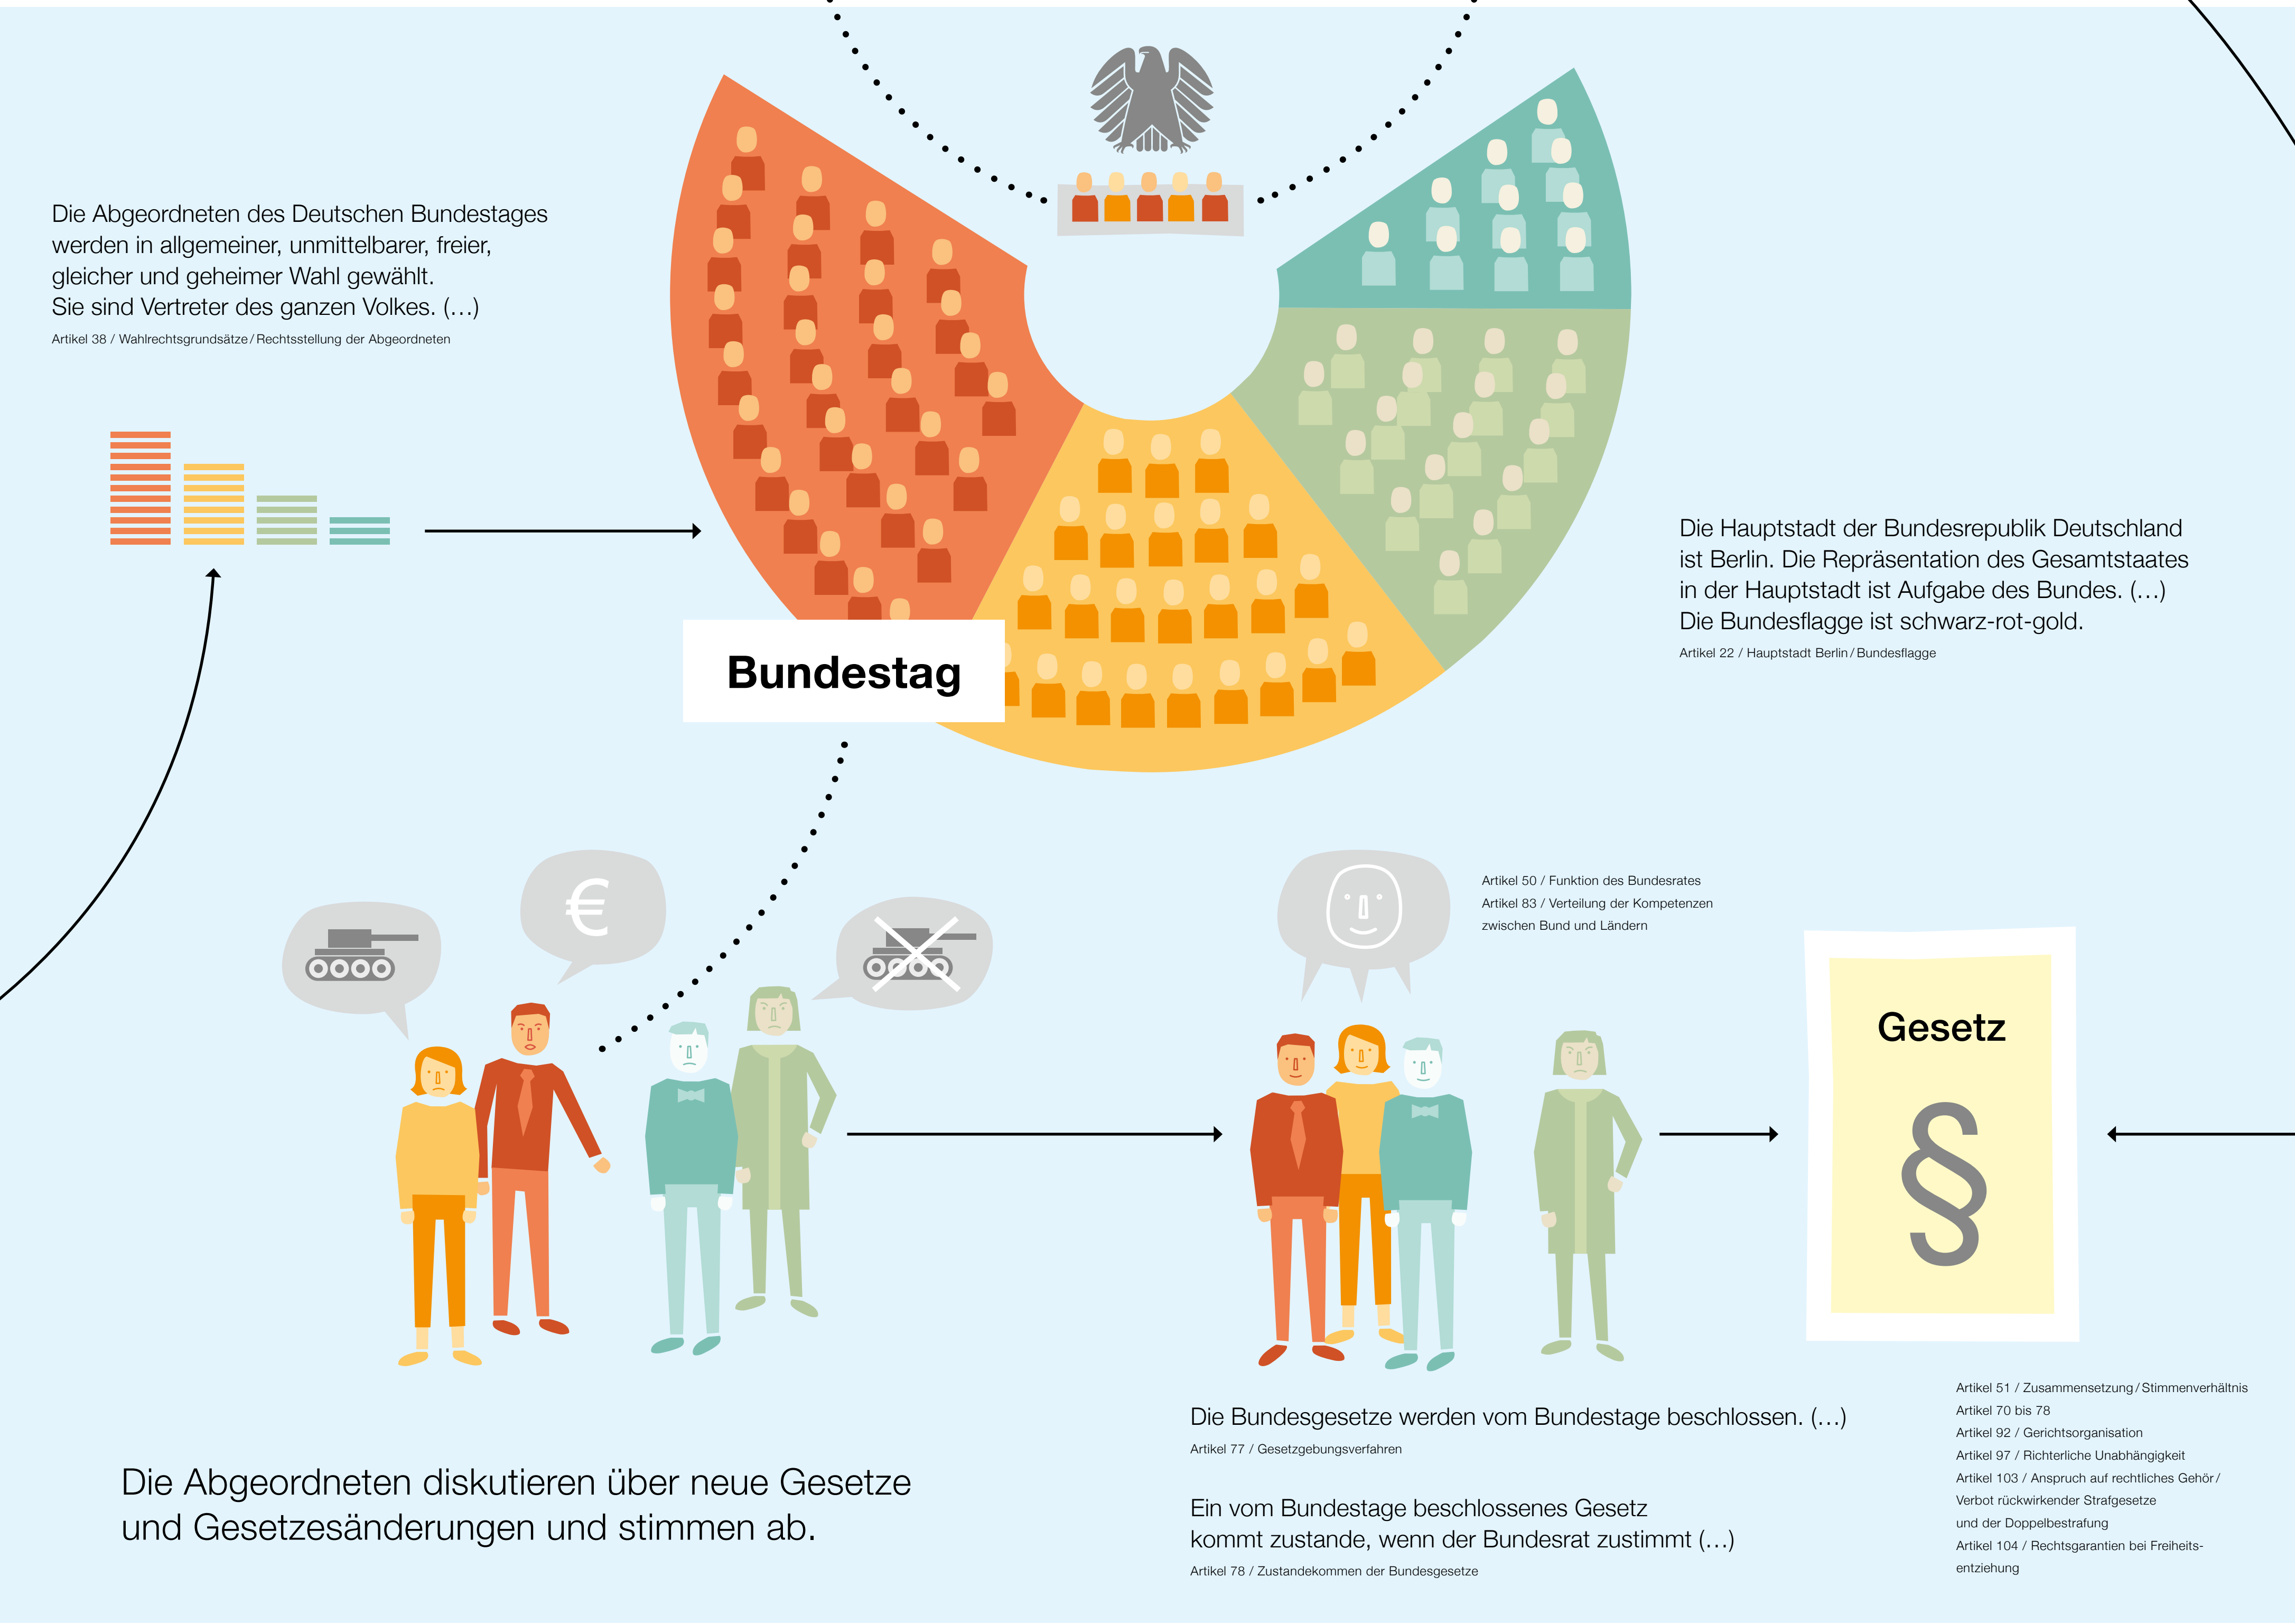 Die Abgeordneten des Deutschen Bundestages
werden in allgemeiner, unmittelbarer, freier,
gleicher und geheimer Wahl gewählt.
Sie sind Vertreter des ganzen Volkes. (…)
Artikel 38 / Wahlrechtsgrundsätze / Rechtsstellung der Abgeordneten
Die Hauptstadt der Bundesrepublik Deutschland
ist Berlin. Die Repräsentation des Gesamtstaates
in der Hauptstadt ist Aufgabe des Bundes. (…)
Die Bundesflagge ist schwarz-rot-gold.
Artikel 22 / Hauptstadt Berlin / Bundesflagge
Bundestag
€
Artikel 50 / Funktion des Bundesrates
Artikel 83 / Verteilung der Kompetenzen
zwischen Bund und Ländern
Gesetz
§
Die Abgeordneten diskutieren über neue Gesetze
und Gesetzesänderungen und stimmen ab.
Die Bundesgesetze werden vom Bundestage beschlossen. (…)
Artikel 77 / Gesetzgebungsverfahren
Ein vom Bundestage beschlossenes Gesetz
kommt zustande, wenn der Bundesrat zustimmt (…)
Artikel 78 / Zustandekommen der Bundesgesetze
Artikel 51 / Zusammensetzung / Stimmenverhältnis
Artikel 70 bis 78
Artikel 92 / Gerichtsorganisation
Artikel 97 / Richterliche Unabhängigkeit
Artikel 103 / Anspruch auf rechtliches Gehör /
Verbot rückwirkender Strafgesetze
und der Doppelbestrafung
Artikel 104 / Rechtsgarantien bei Freiheits-
entziehung